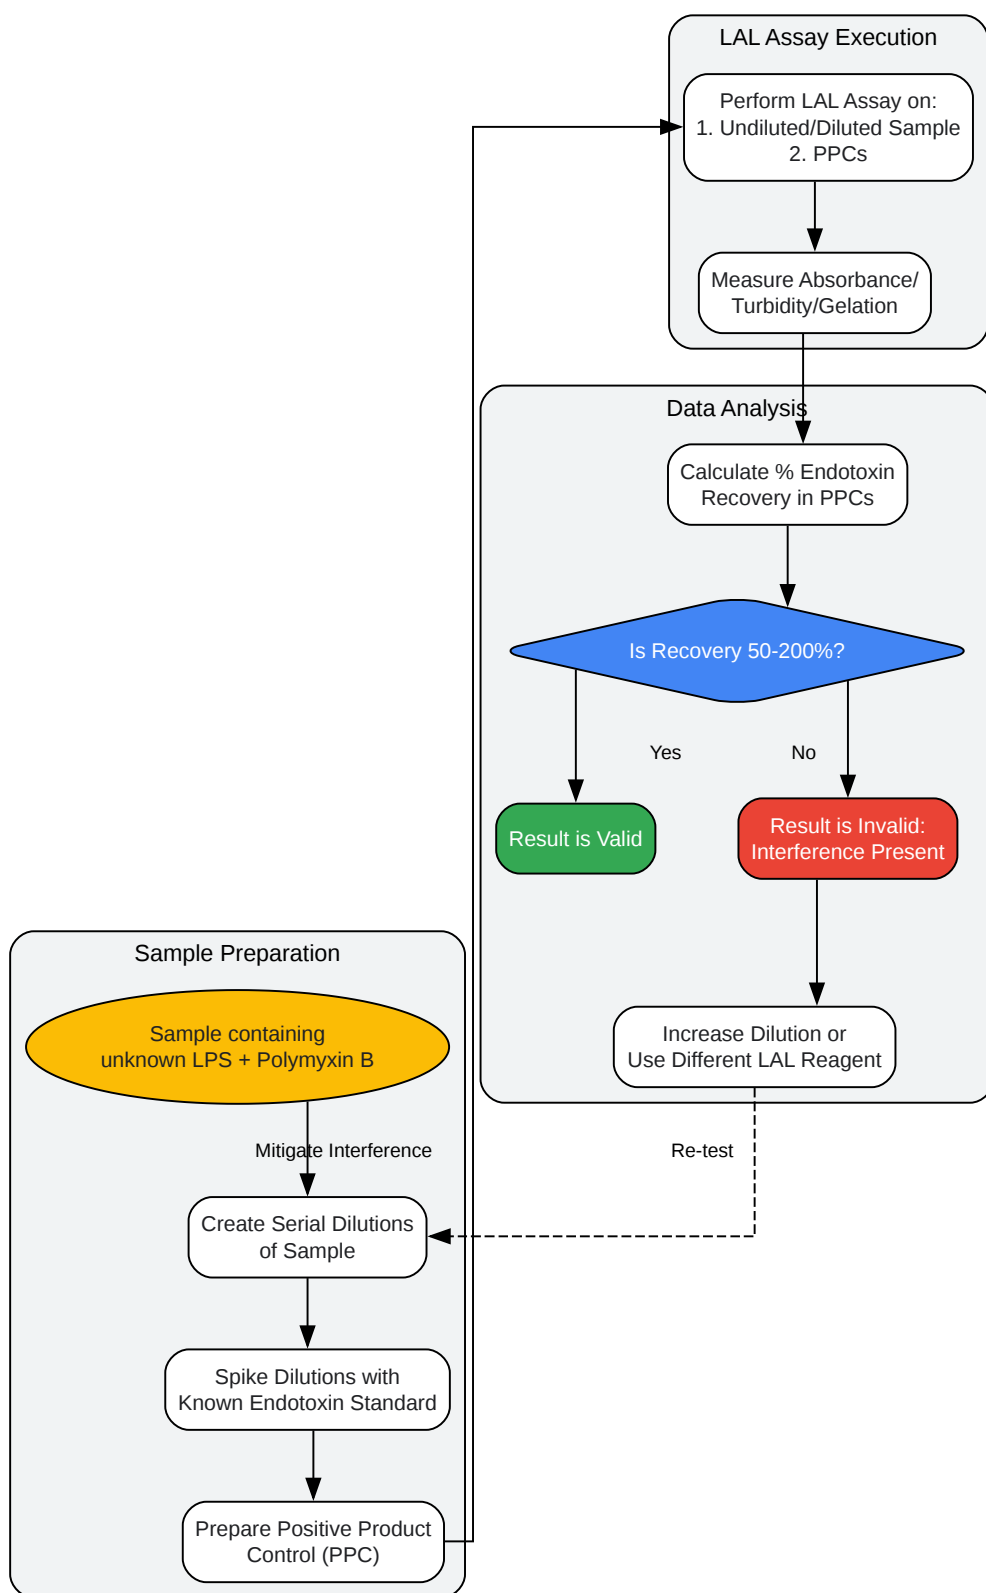 LAL Assay Execution
Perform LAL Assay on:
1. Undiluted/Diluted Sample
2. PPCs
Measure Absorbance/
Turbidity/Gelation
Data Analysis
Calculate % Endotoxin
Recovery in PPCs
Is Recovery 50-200%?
Yes
No
Result is Valid
Result is Invalid:
Interference Present
Increase Dilution or
Use Different LAL Reagent
Re-test
Sample Preparation
Sample containing
unknown LPS + Polymyxin B
Mitigate Interference
Create Serial Dilutions
of Sample
Spike Dilutions with
Known Endotoxin Standard
Prepare Positive Product
Control (PPC)